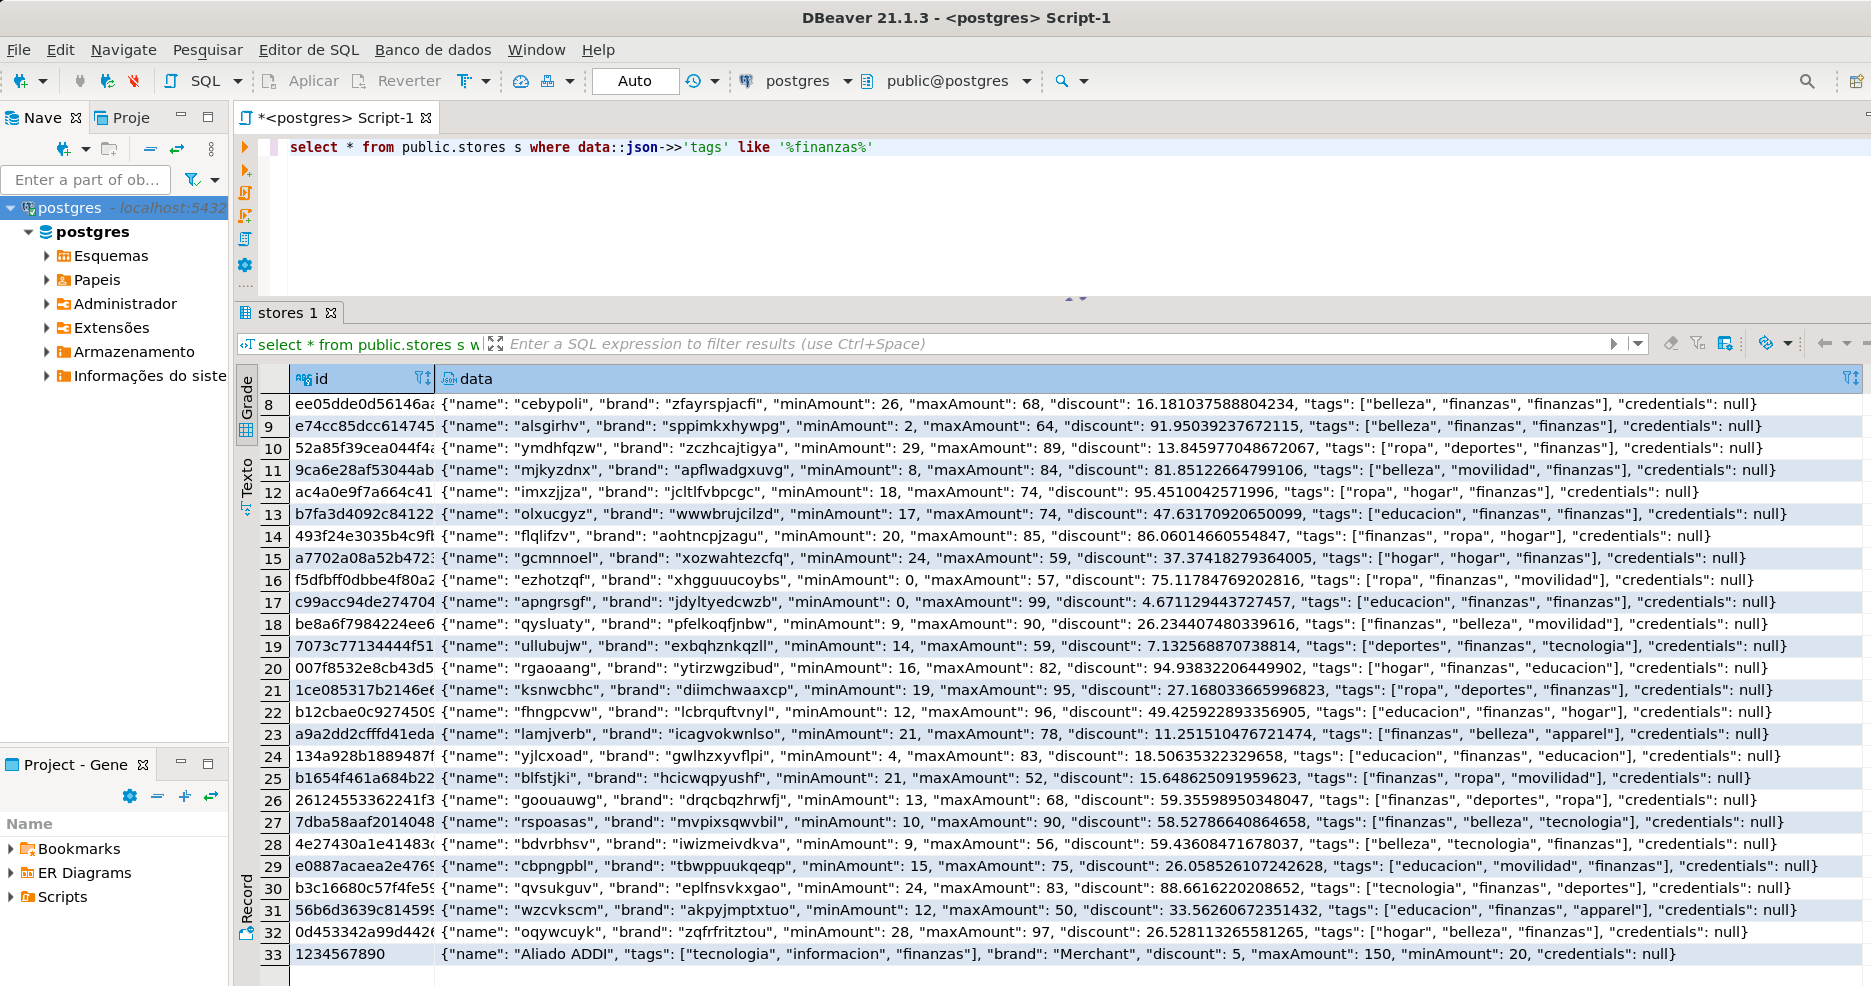 DBeaver 21.1.3 - <postgres> Script-1
File Edit Navigate Pesquisar Editor de SQL Banco de dados Window Help
SQL Aplicar Reverter Auto postgres public@postgres
Nave Proje
Enter a part of ob...
postgres - localhost:5432
postgres
Esquemas
Papeis
Administrador
Extensões
Armazenamento
Informações do siste
Project - Gene
Name
Bookmarks
ER Diagrams
Scripts
*<postgres> Script-1
select * from public.stores s where data::json->>'tags' like '%finanzas%'
stores 1
select * from public.stores s w Enter a SQL expression to filter results (use Ctrl+Space)
Grade
Texto
Record
id data
8 ee05dde0d56146aa {"name": "cebypoli", "brand": "zfayrspjacfi", "minAmount": 26, "maxAmount": 68, "discount": 16.181037588804234, "tags": ["belleza", "finanzas", "finanzas"], "credentials": null}
9 e74cc85dcc614745 {"name": "alsgirhv", "brand": "sppimkxhywpg", "minAmount": 2, "maxAmount": 64, "discount": 91.95039237672115, "tags": ["belleza", "finanzas", "finanzas"], "credentials": null}
10 52a85f39cea044f4a {"name": "ymdhfqzw", "brand": "zczhcajtigya", "minAmount": 29, "maxAmount": 89, "discount": 13.845977048672067, "tags": ["ropa", "deportes", "finanzas"], "credentials": null}
11 9ca6e28af53044ab {"name": "mjkyzdnx", "brand": "apflwadgxuvg", "minAmount": 8, "maxAmount": 84, "discount": 81.85122664799106, "tags": ["belleza", "movilidad", "finanzas"], "credentials": null}
12 ac4a0e9f7a664c41 {"name": "imxzjjza", "brand": "jcltlfvbpcgc", "minAmount": 18, "maxAmount": 74, "discount": 95.4510042571996, "tags": ["ropa", "hogar", "finanzas"], "credentials": null}
13 b7fa3d4092c84122 {"name": "olxucgyz", "brand": "wwwbrujcilzd", "minAmount": 17, "maxAmount": 74, "discount": 47.63170920650099, "tags": ["educacion", "finanzas", "finanzas"], "credentials": null}
14 493f24e3035b4c9fb {"name": "flqlifzv", "brand": "aohtncpjzagu", "minAmount": 20, "maxAmount": 85, "discount": 86.06014660554847, "tags": ["finanzas", "ropa", "hogar"], "credentials": null}
15 a7702a08a52b4723 {"name": "gcmnnoel", "brand": "xozwahtezcfq", "minAmount": 24, "maxAmount": 59, "discount": 37.37418279364005, "tags": ["hogar", "hogar", "finanzas"], "credentials": null}
16 f5dfbff0dbbe4f80a2 {"name": "ezhotzqf", "brand": "xhgguuucoybs", "minAmount": 0, "maxAmount": 57, "discount": 75.11784769202816, "tags": ["ropa", "finanzas", "movilidad"], "credentials": null}
17 c99acc94de274704 {"name": "apngrsgf", "brand": "jdyltyedcwzb", "minAmount": 0, "maxAmount": 99, "discount": 4.671129443727457, "tags": ["educacion", "finanzas", "finanzas"], "credentials": null}
18 be8a6f7984224ee6 {"name": "qysluaty", "brand": "pfelkoqfjnbw", "minAmount": 9, "maxAmount": 90, "discount": 26.234407480339616, "tags": ["finanzas", "belleza", "movilidad"], "credentials": null}
19 7073c77134444f51 {"name": "ullubujw", "brand": "exbqhznkqzll", "minAmount": 14, "maxAmount": 59, "discount": 7.132568870738814, "tags": ["deportes", "finanzas", "tecnologia"], "credentials": null}
20 007f8532e8cb43d5 {"name": "rgaoaang", "brand": "ytirzwgzibud", "minAmount": 16, "maxAmount": 82, "discount": 94.93832206449902, "tags": ["hogar", "finanzas", "educacion"], "credentials": null}
21 1ce085317b2146e6 {"name": "ksnwcbhc", "brand": "diimchwaaxcp", "minAmount": 19, "maxAmount": 95, "discount": 27.168033665996823, "tags": ["ropa", "deportes", "finanzas"], "credentials": null}
22 b12cbae0c9274509 {"name": "fhngpcvw", "brand": "lcbrquftvnyl", "minAmount": 12, "maxAmount": 96, "discount": 49.425922893356905, "tags": ["educacion", "finanzas", "hogar"], "credentials": null}
23 a9a2dd2cfffd41eda {"name": "lamjverb", "brand": "icagvokwnlso", "minAmount": 21, "maxAmount": 78, "discount": 11.251510476721474, "tags": ["finanzas", "belleza", "apparel"], "credentials": null}
24 134a928b1889487f {"name": "yjlcxoad", "brand": "gwlhzxyvflpi", "minAmount": 4, "maxAmount": 83, "discount": 18.50635322329658, "tags": ["educacion", "finanzas", "educacion"], "credentials": null}
25 b1654f461a684b22 {"name": "blfstjki", "brand": "hcicwqpyushf", "minAmount": 21, "maxAmount": 52, "discount": 15.648625091959623, "tags": ["finanzas", "ropa", "movilidad"], "credentials": null}
26 26124553362241f3 {"name": "goouauwg", "brand": "drqcbqzhrwfj", "minAmount": 13, "maxAmount": 68, "discount": 59.35598950348047, "tags": ["finanzas", "deportes", "ropa"], "credentials": null}
27 7dba58aaf2014048 {"name": "rspoasas", "brand": "mvpixsqwvbil", "minAmount": 10, "maxAmount": 90, "discount": 58.52786640864658, "tags": ["finanzas", "belleza", "tecnologia"], "credentials": null}
28 4e27430a1e41483c {"name": "bdvrbhsv", "brand": "iwizmeivdkva", "minAmount": 9, "maxAmount": 56, "discount": 59.43608471678037, "tags": ["belleza", "tecnologia", "finanzas"], "credentials": null}
29 e0887acaea2e4769 {"name": "cbpngpbl", "brand": "tbwppuukqeqp", "minAmount": 15, "maxAmount": 75, "discount": 26.058526107242628, "tags": ["educacion", "movilidad", "finanzas"], "credentials": null}
30 b3c16680c57f4fe59 {"name": "qvsukguv", "brand": "eplfnsvkxgao", "minAmount": 24, "maxAmount": 83, "discount": 88.6616220208652, "tags": ["tecnologia", "finanzas", "deportes"], "credentials": null}
31 56b6d3639c814599 {"name": "wzcvkscm", "brand": "akpyjmptxtuo", "minAmount": 12, "maxAmount": 50, "discount": 33.56260672351432, "tags": ["educacion", "finanzas", "apparel"], "credentials": null}
32 0d453342a99d4426 {"name": "oqywcuyk", "brand": "zqfrfritztou", "minAmount": 28, "maxAmount": 97, "discount": 26.528113265581265, "tags": ["hogar", "belleza", "finanzas"], "credentials": null}
33 1234567890 {"name": "Aliado ADDI", "tags": ["tecnologia", "informacion", "finanzas"], "brand": "Merchant", "discount": 5, "maxAmount": 150, "minAmount": 20, "credentials": null}